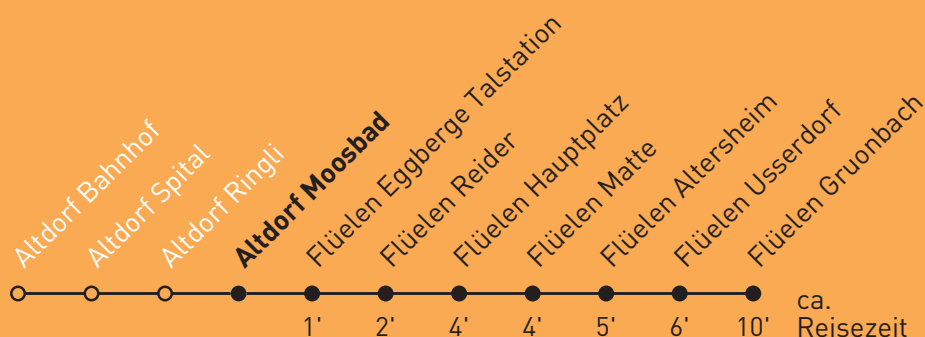 Altdorf Bahnhof
Altdorf Spital
Altdorf Ringli
Altdorf Moosbad
Flüelen Eggberge Talstation
Flüelen Reider
Flüelen Hauptplatz
Flüelen Matte
Flüelen Altersheim
Flüelen Usserdorf
Flüelen Gruonbach
1' 2' 4' 4' 5' 6' 10'
ca.
Reisezeit